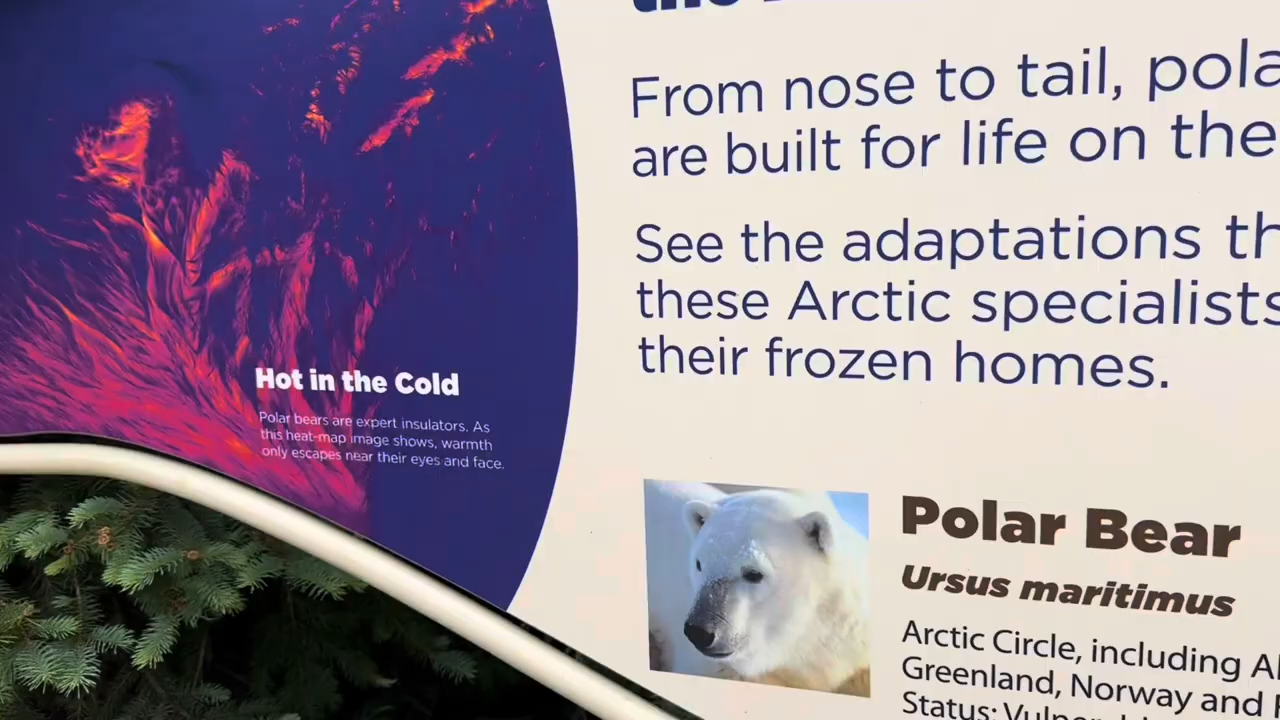 From nose to tail,
are built for life on the
See the adaptations
these Arctic specialists
their frozen homes.
Hot in the Cold
Polar bears are expert insulators. As
this heat-map image shows, warmth
only escapes near their eyes and face.
Polar Bear
Ursus maritimus
Arctic Circle, including
Greenland, Norway and
Status: